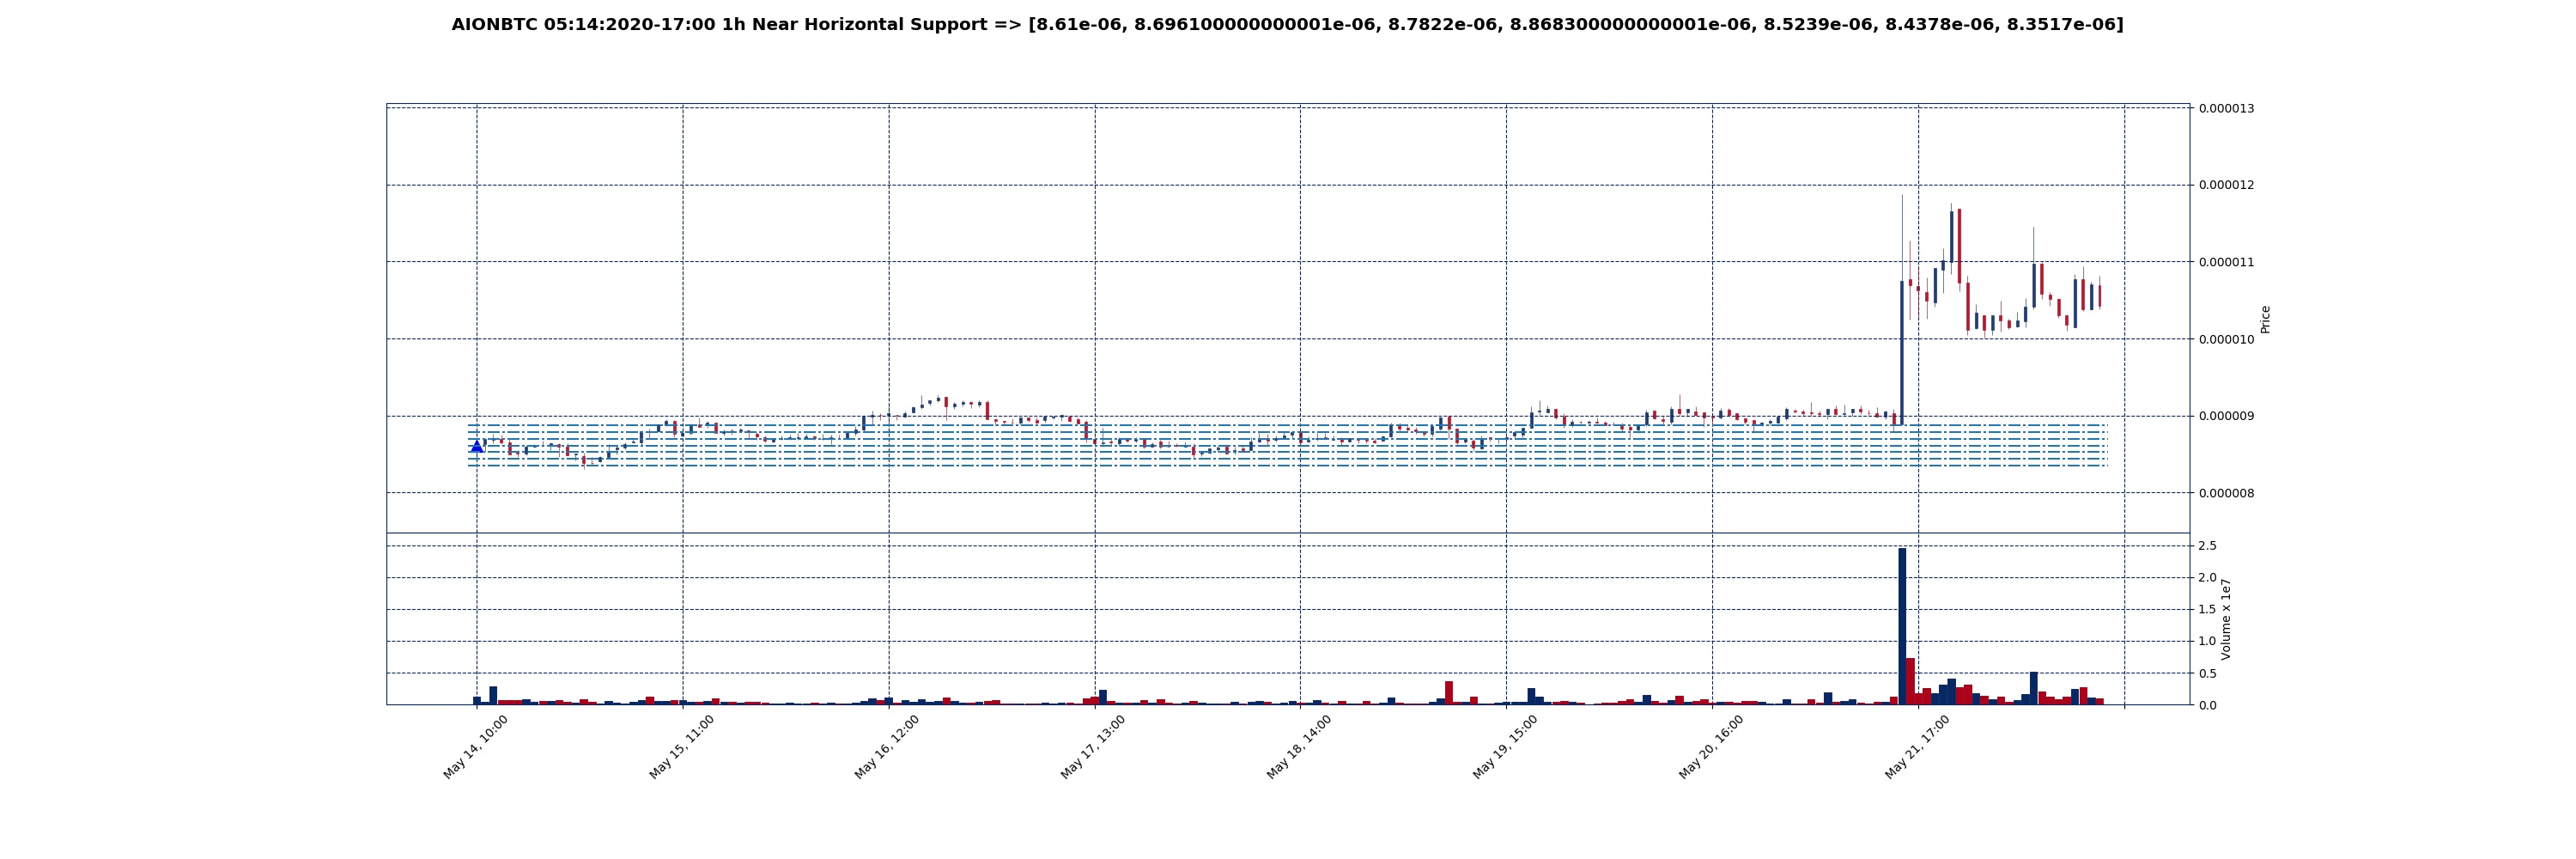 AIONBTC 05:14:2020-17:00 1h Near Horizontal Support => [8.61e-06, 8.696100000000001e-06, 8.7822e-06, 8.868300000000001e-06, 8.5239e-06, 8.4378e-06, 8.3517e-06]
0.000013
0.000012
0.000011
0.000010
0.000009
0.000008
Price
2.5
2.0
1.5
1.0
0.5
0.0
Volume x 1e7
May 14, 10:00
May 15, 11:00
May 16, 12:00
May 17, 13:00
May 18, 14:00
May 19, 15:00
May 20, 16:00
May 21, 17:00